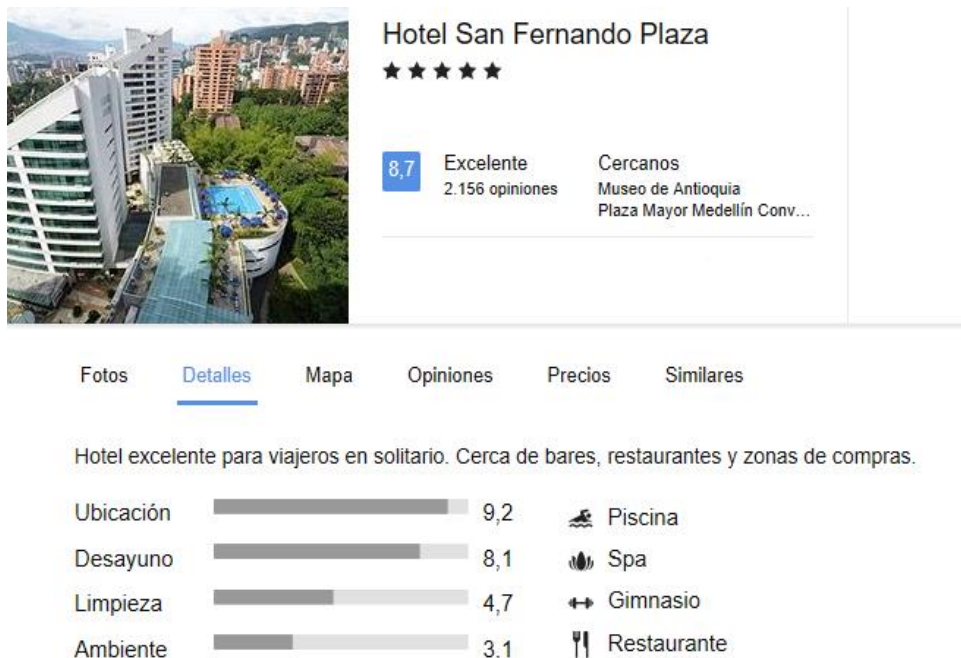 Hotel San Fernando Plaza
8,7
Excelente
2.156 opiniones
Cercanos
Museo de Antioquia
Plaza Mayor Medellín Conv...
Fotos Detalles Mapa Opiniones Precios Similares
Hotel excelente para viajeros en solitario. Cerca de bares, restaurantes y zonas de compras.
Ubicación 9,2
Desayuno 8,1
Limpieza 4,7
Ambiente 3,1
Piscina
Spa
Gimnasio
Restaurante